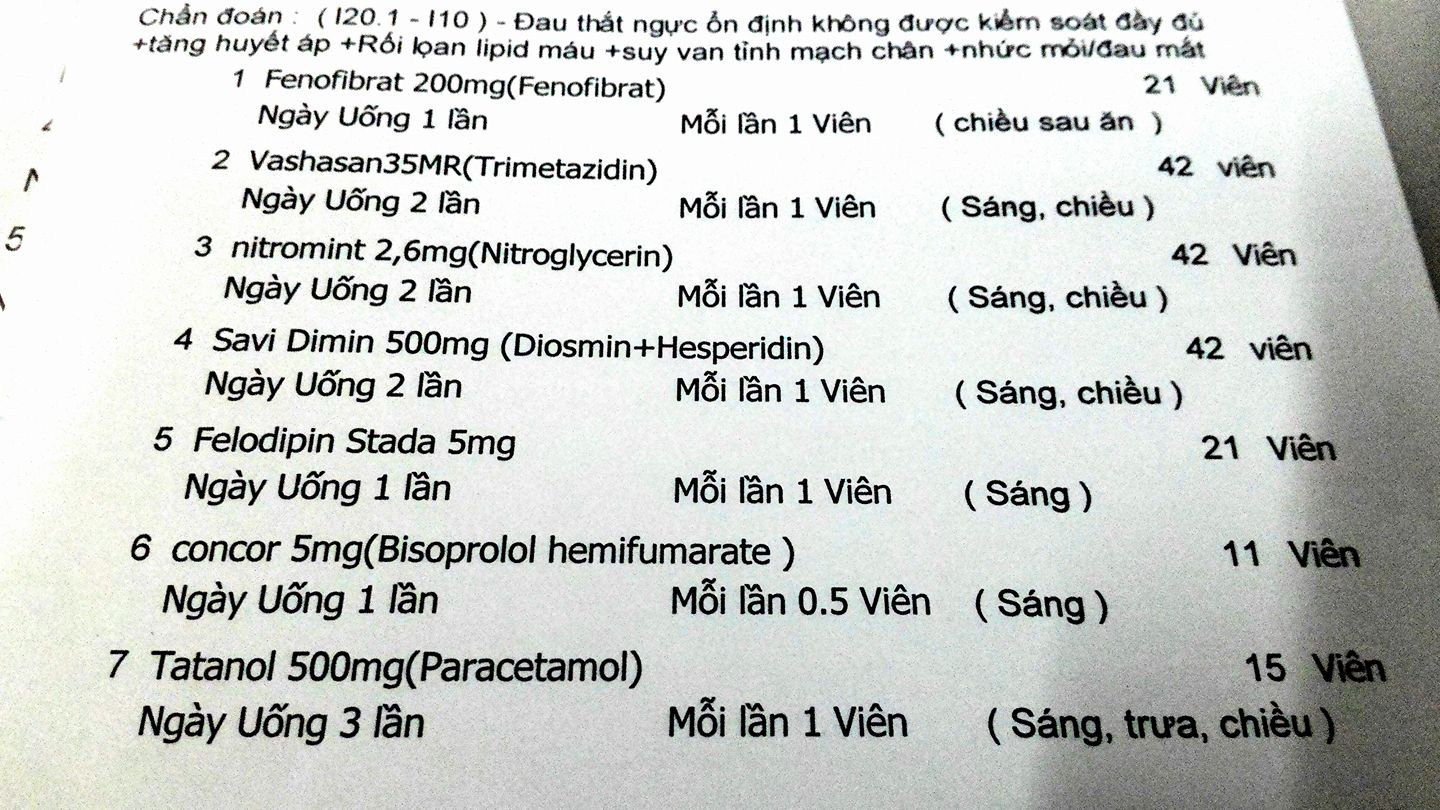 Chẩn đoán : ( I20.1 - I10 ) - Đau thắt ngực ổn định không được kiểm soát đầy đủ
+tăng huyết áp +Rối lọan lipid máu +suy van tỉnh mạch chân +nhức mỏi/đau mắt
1 Fenofibrat 200mg(Fenofibrat) 21 Viên
Ngày Uống 1 lần Mỗi lần 1 Viên ( chiều sau ăn )
2 Vashasan35MR(Trimetazidin) 42 viên
Ngày Uống 2 lần Mỗi lần 1 Viên ( Sáng, chiều )
3 nitromint 2,6mg(Nitroglycerin) 42 Viên
Ngày Uống 2 lần Mỗi lần 1 Viên ( Sáng, chiều )
4 Savi Dimin 500mg (Diosmin+Hesperidin) 42 viên
Ngày Uống 2 lần Mỗi lần 1 Viên ( Sáng, chiều )
5 Felodipin Stada 5mg 21 Viên
Ngày Uống 1 lần Mỗi lần 1 Viên ( Sáng )
6 concor 5mg(Bisoprolol hemifumarate ) 11 Viên
Ngày Uống 1 lần Mỗi lần 0.5 Viên ( Sáng )
7 Tatanol 500mg(Paracetamol) 15 Viên
Ngày Uống 3 lần Mỗi lần 1 Viên ( Sáng, trưa, chiều )
5